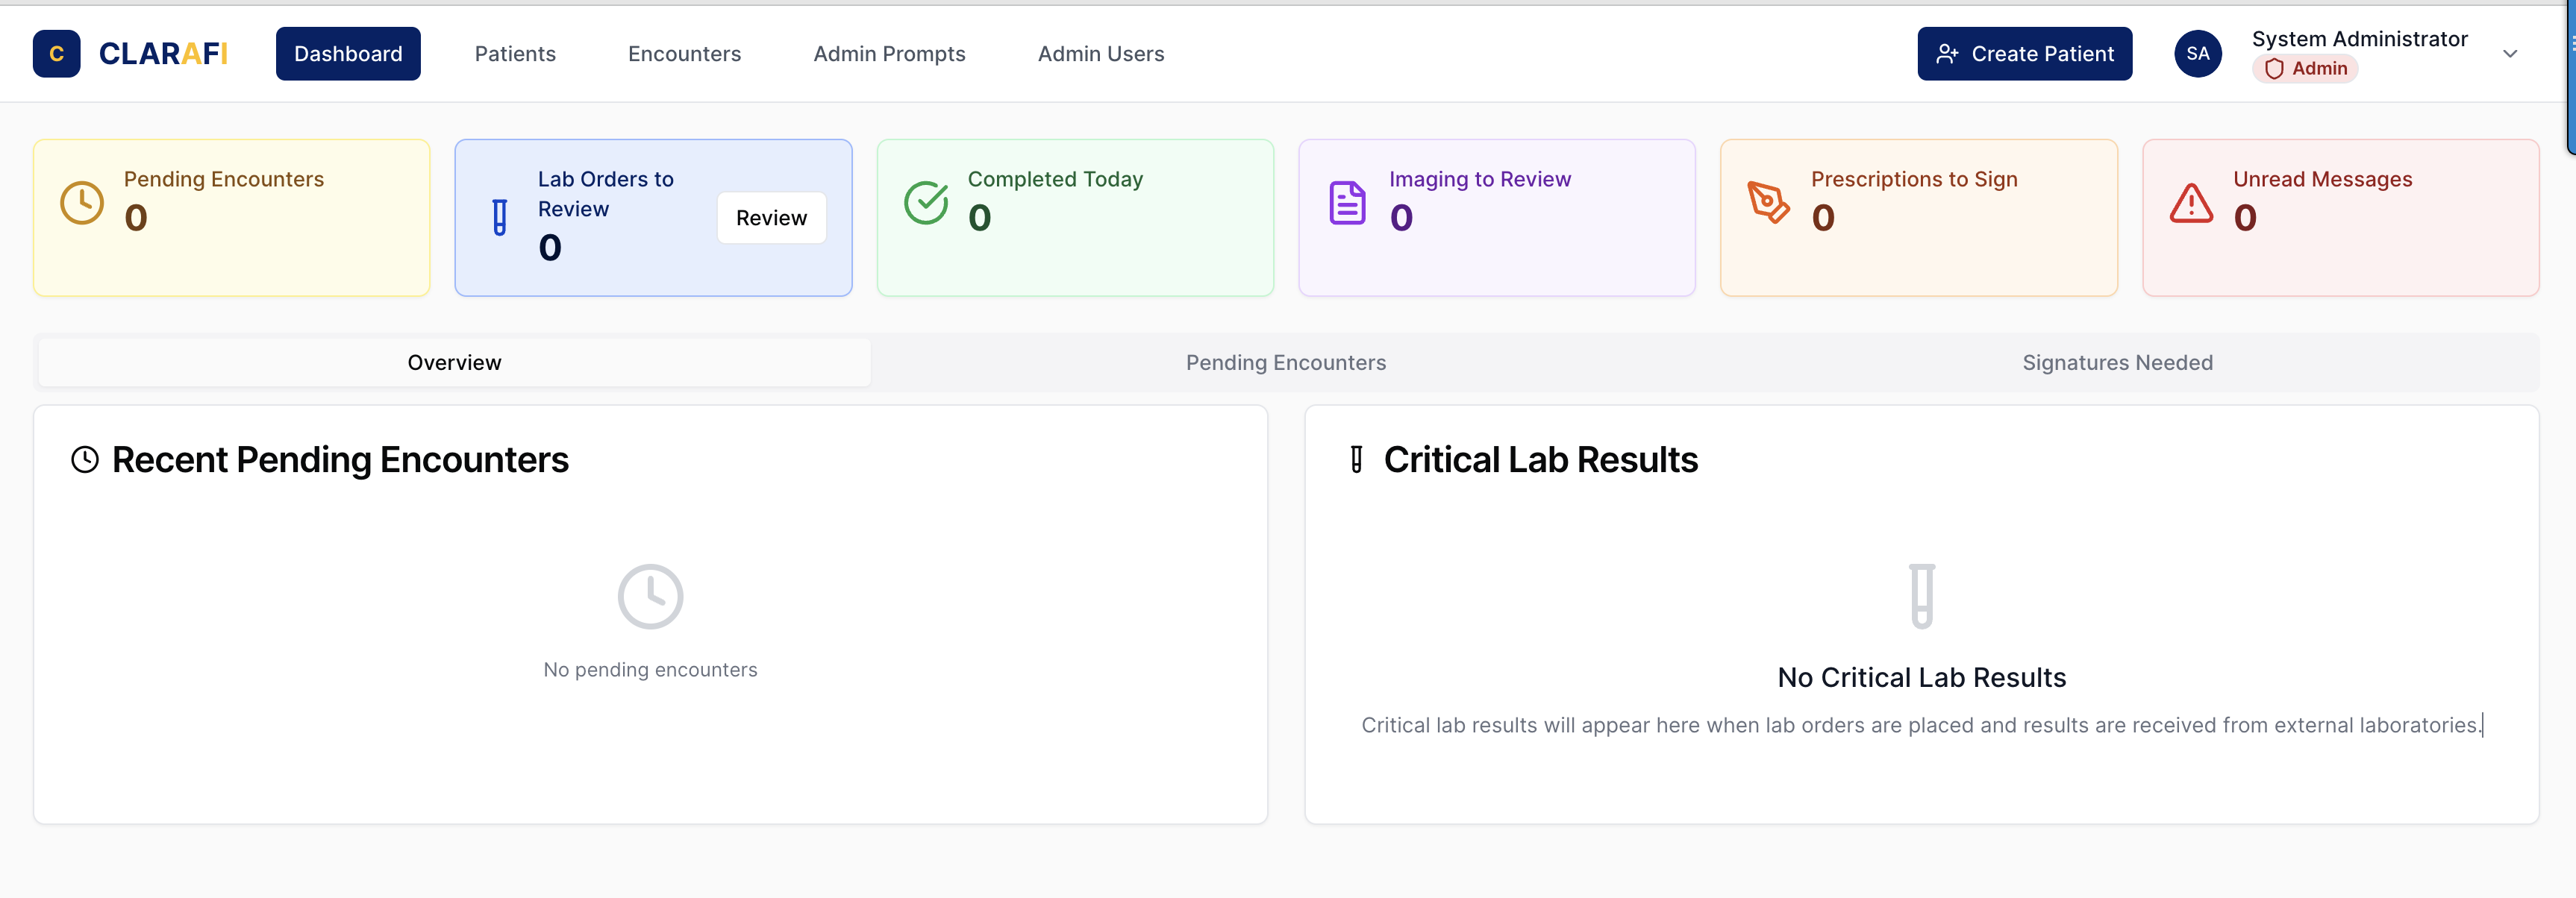 C CLARAFI Dashboard Patients Encounters Admin Prompts Admin Users Create Patient SA System Administrator
Admin
Pending Encounters
0
Lab Orders to
Review
0
Review
Completed Today
0
Imaging to Review
0
Prescriptions to Sign
0
Unread Messages
0
Overview Pending Encounters Signatures Needed
Recent Pending Encounters
No pending encounters
Critical Lab Results
No Critical Lab Results
Critical lab results will appear here when lab orders are placed and results are received from external laboratories.